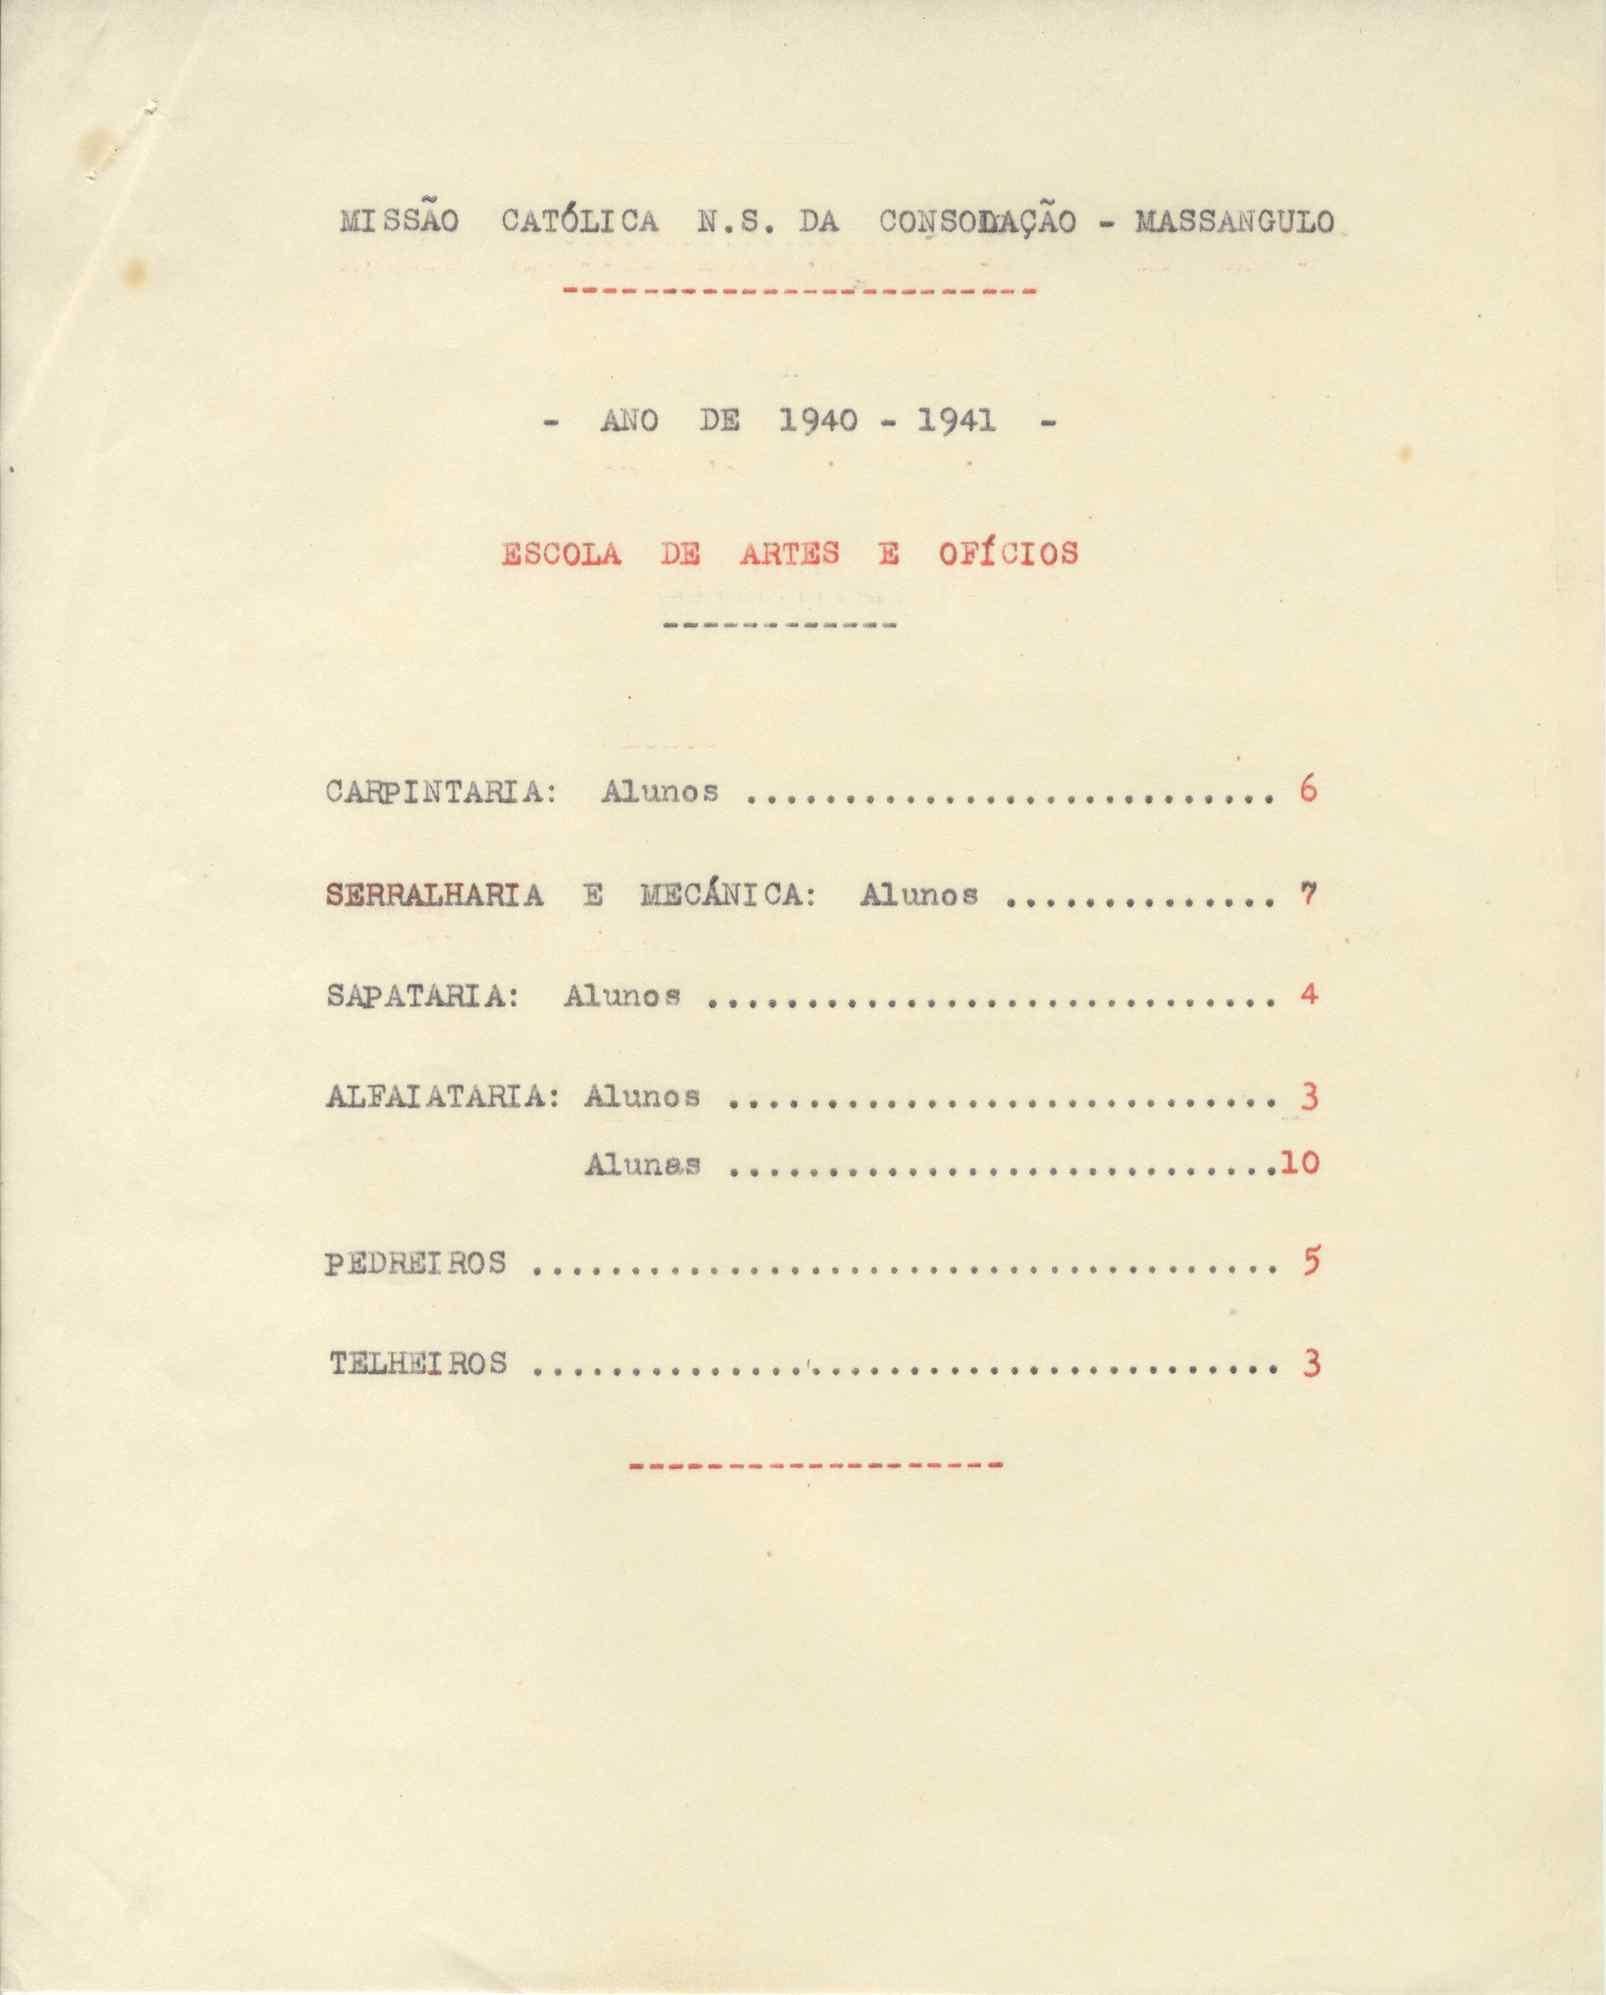 MISSÃO CATÓLICA N.S. DA CONSOLAÇÃO - MASSANGULO
------------------------
- ANO DE 1940 - 1941 -
ESCOLA DE ARTES E OFÍCIOS
------------
CARPINTARIA: Alunos ........................... 6
SERRALHARIA E MECÁNICA: Alunos .............. 7
SAPATARIA: Alunos ............................. 4
ALFAIATARIA: Alunos ............................ 3
Alunas ............................10
PEDREIROS ...................................... 5
TELHEIROS ...................................... 3
-------------------